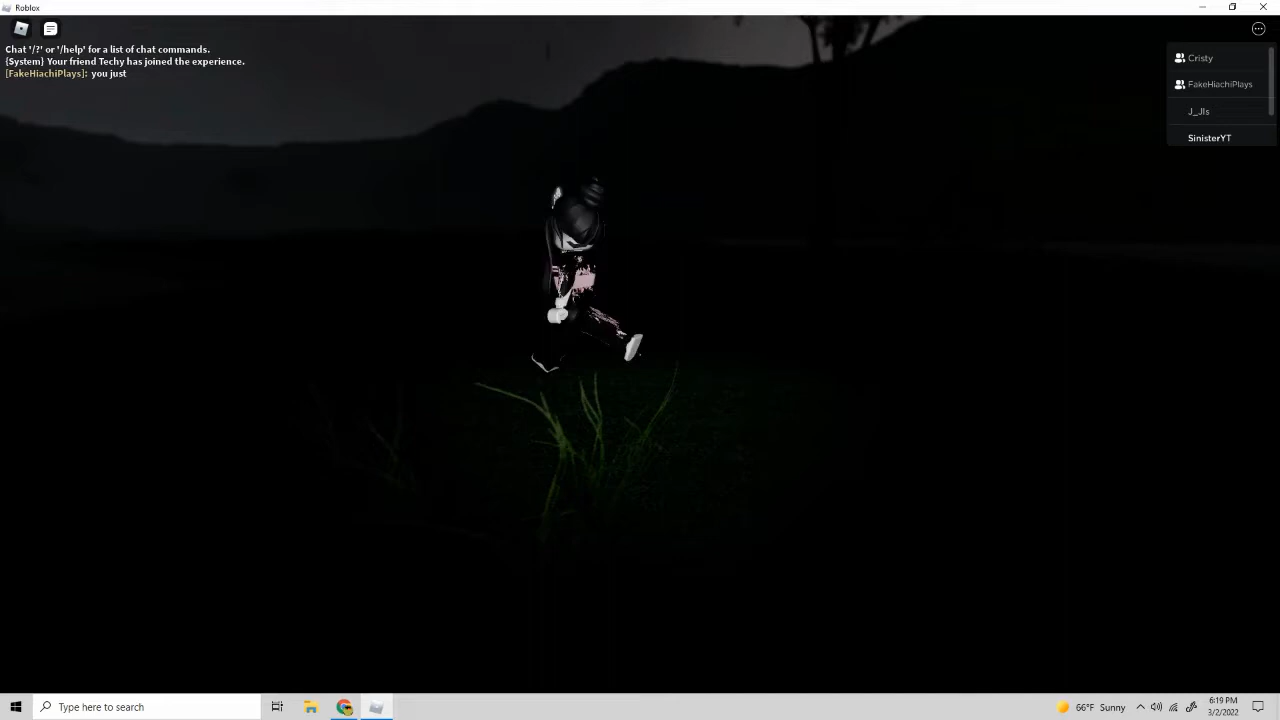 Roblox
Chat '/?' or '/help' for a list of chat commands.
{System} Your friend Techy has joined the experience.
[FakeHiachiPlays]: you just
Cristy
FakeHiachiPlays
J_JIs
SinisterYT
Type here to search
66°F Sunny
6:19 PM
3/2/2022